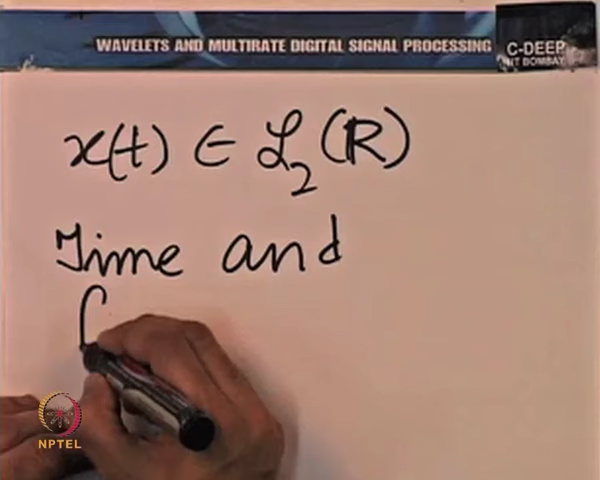 WAVELETS AND MULTIRATE DIGITAL SIGNAL PROCESSING
C-DEEP
IIT BOMBAY
x(t) ∈ ℒ₂(ℝ)
Time and
NPTEL